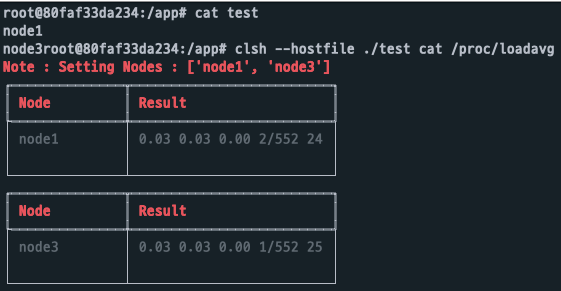 root@80faf33da234:/app# cat test
node1
node3root@80faf33da234:/app# clsh --hostfile ./test cat /proc/loadavg
Note : Setting Nodes : ['node1', 'node3']
Node Result
node1 0.03 0.03 0.00 2/552 24
Node Result
node3 0.03 0.03 0.00 1/552 25